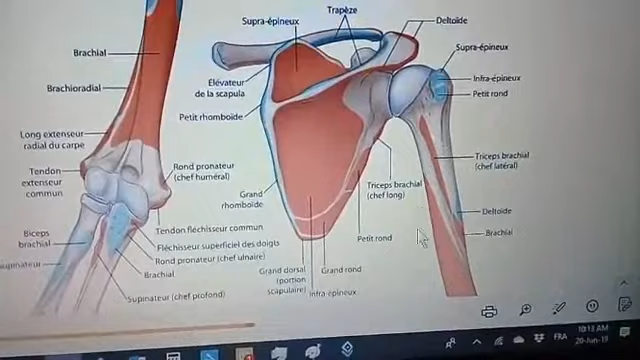 Brachial
Brachioradial
Long extenseur
radial du carpe
Tendon
extenseur
commun
Biceps
brachial
Supinateur
Rond pronateur
(chef huméral)
Tendon fléchisseur commun
Fléchisseur superficiel des doigts
Rond pronateur (chef ulnaire)
Brachial
Supinateur (chef profond)
Supra-épineux
Trapèze
Deltoïde
Élévateur
de la scapula
Petit rhomboïde
Grand
rhomboïde
Grand dorsal
(portion
scapulaire)
Infra-épineux
Grand rond
Petit rond
Triceps brachial
(chef long)
Supra-épineux
Infra-épineux
Petit rond
Triceps brachial
(chef latéral)
Deltoïde
Brachial
FRA
10:13 AM
20-Jun-19